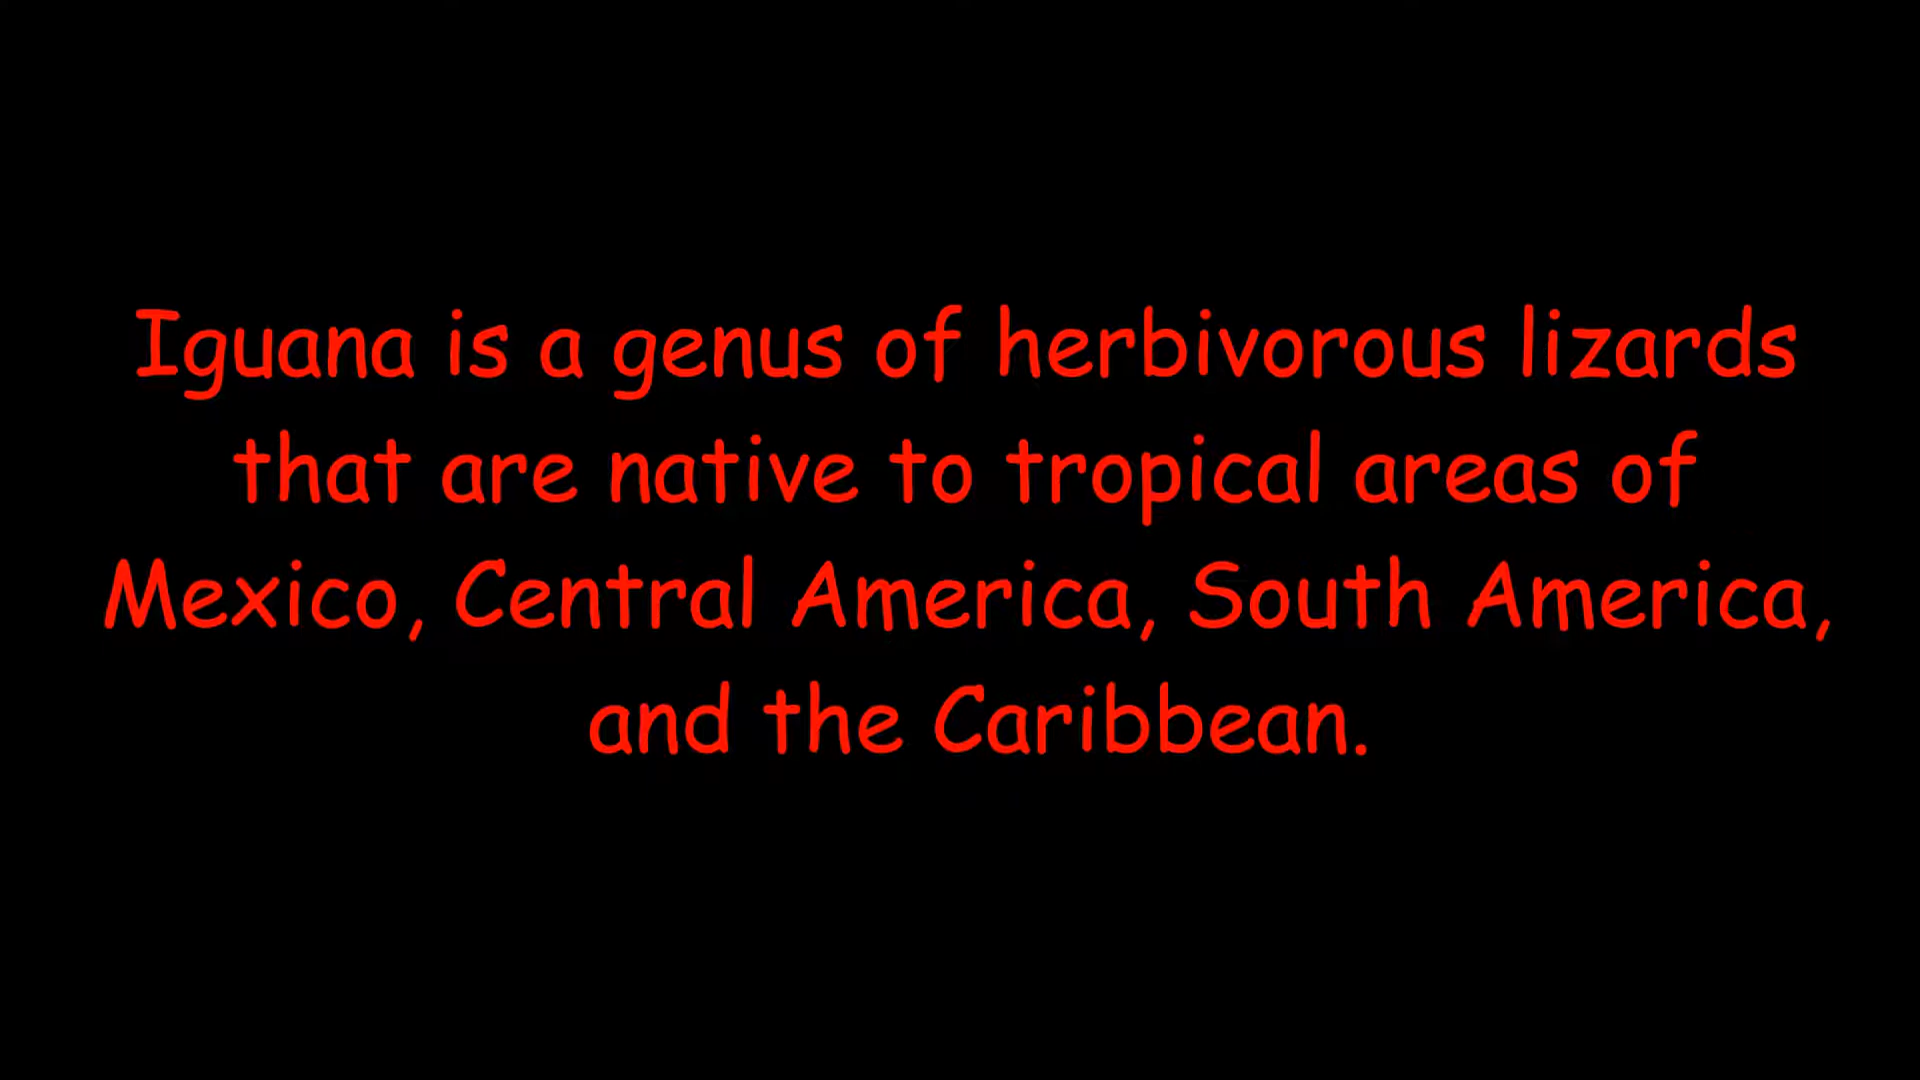 Iguana is a genus of herbivorous lizards
that are native to tropical areas of
Mexico, Central America, South America,
and the Caribbean.